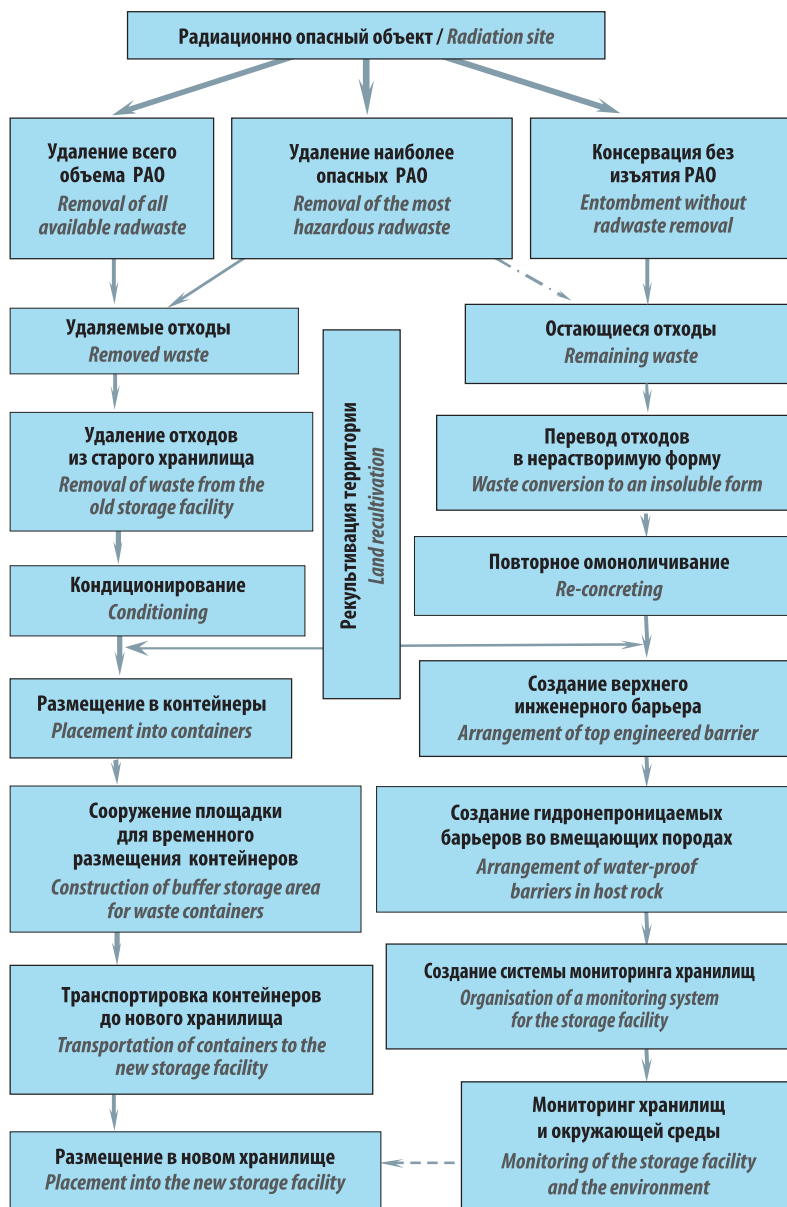 Радиационно опасный объект / Radiation site
Удаление всего
объема РАО
Removal of all
available radwaste
Удаление наиболее
опасных РАО
Removal of the most
hazardous radwaste
Консервация без
изъятия РАО
Entombment without
radwaste removal
Удаляемые отходы
Removed waste
Остающиеся отходы
Remaining waste
Рекультивация территории
Land recultivation
Удаление отходов
из старого хранилища
Removal of waste from the
old storage facility
Перевод отходов
в нерастворимую форму
Waste conversion to an insoluble form
Кондиционирование
Conditioning
Повторное омоноличивание
Re-concreting
Размещение в контейнеры
Placement into containers
Создание верхнего
инженерного барьера
Arrangement of top engineered barrier
Сооружение площадки
для временного
размещения контейнеров
Construction of buffer storage area
for waste containers
Создание гидронепроницаемых
барьеров во вмещающих породах
Arrangement of water-proof
barriers in host rock
Транспортировка контейнеров
до нового хранилища
Transportation of containers to the
new storage facility
Создание системы мониторинга хранилищ
Organisation of a monitoring system
for the storage facility
Размещение в новом хранилище
Placement into the new storage facility
Мониторинг хранилищ
и окружающей среды
Monitoring of the storage facility
and the environment